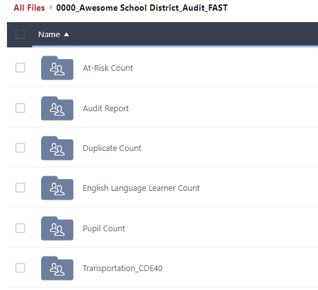 All Files › 0000_Awesome School District_Audit_FAST
Name
At-Risk Count
Audit Report
Duplicate Count
English Language Learner Count
Pupil Count
Transportation_CDE40